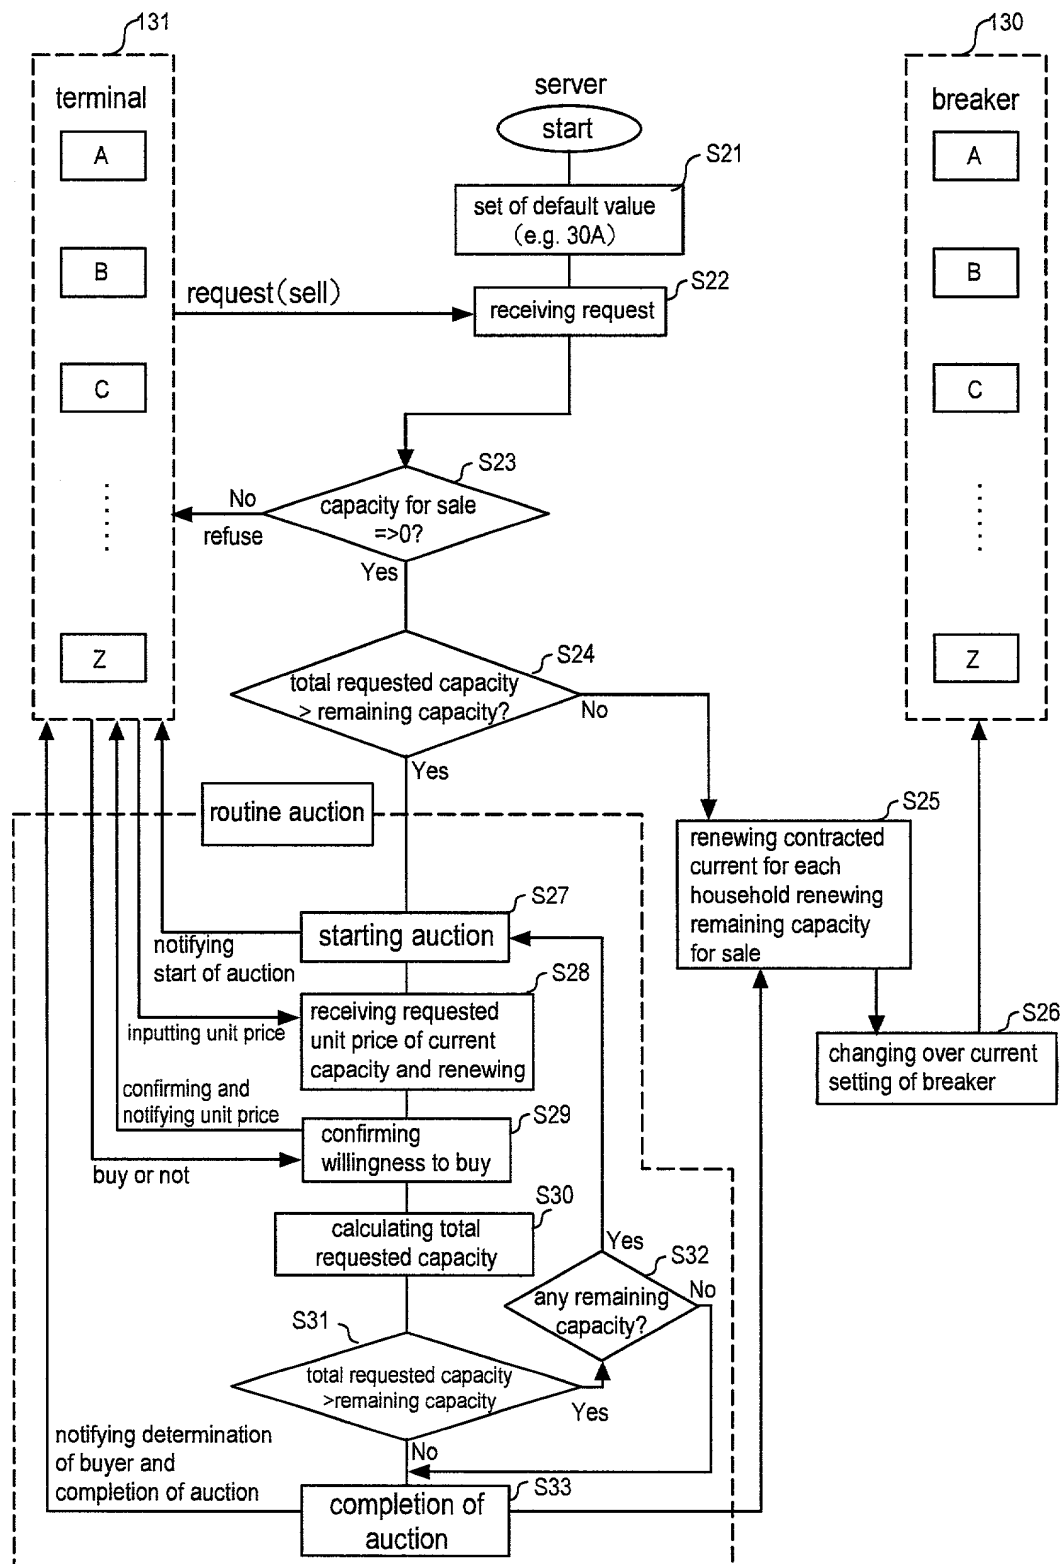 131
130
terminal
server
breaker
start
A
A
S21
set of default value
(e.g. 30A)
B
B
S22
request(sell)
receiving request
C
C
S23
No
capacity for sale
=>0?
refuse
Yes
S24
Z
Z
total requested capacity
> remaining capacity?
No
Yes
routine auction
S25
renewing contracted
current for each
household renewing
remaining capacity
for sale
S27
starting auction
notifying
start of auction
S28
receiving requested
unit price of current
capacity and renewing
inputting unit price
S26
changing over current
setting of breaker
confirming and
notifying unit price
S29
confirming
willingness to buy
buy or not
S30
calculating total
requested capacity
Yes
S32
No
any remaining
capacity?
S31
total requested capacity
>remaining capacity
Yes
notifying determination
of buyer and
completion of auction
No
S33
completion of
auction